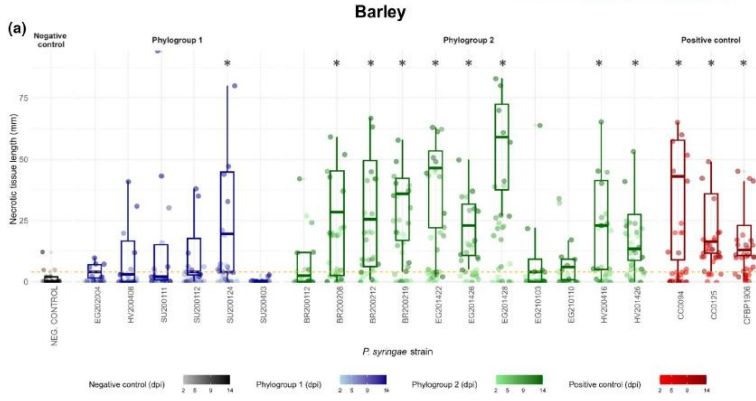 Barley
(a)
Negative control
Phylogroup 1
Phylogroup 2
Positive control
* * * * * * * * * * * *
Necrotic tissue length (mm)
75
50
25
0
NEG. CONTROL
EG202004
HV200408
SU200111
SU200121
SU200124
SU200403
BR200112
BR200208
BR200212
BR200219
EG201422
EG201426
EG201428
EG210103
EG210110
HV200416
HV201426
CC0094
CC0125
CFBP1906
P. syringae strain
Negative control (dpi) 2 5 9 14
Phylogroup 1 (dpi) 2 5 9 14
Phylogroup 2 (dpi) 2 5 9 14
Positive control (dpi) 2 5 9 14